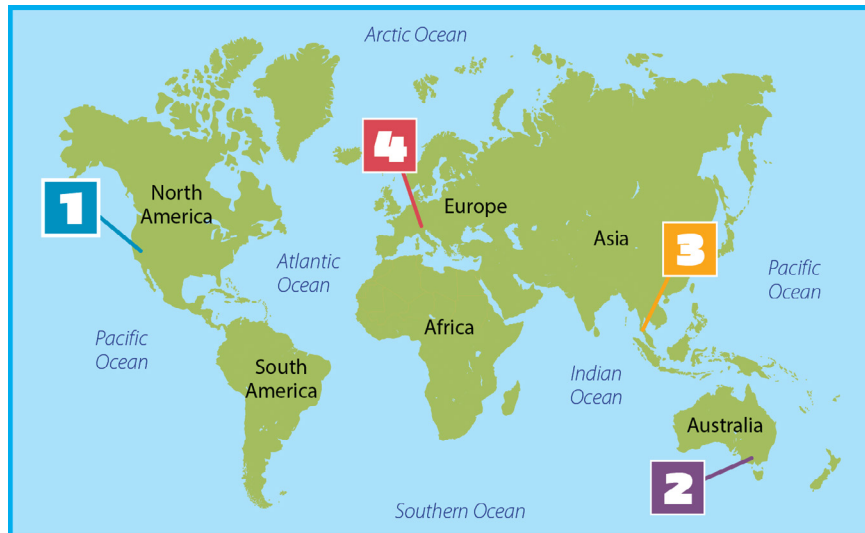 Arctic Ocean
4
1
North
America
Europe
Asia
3
Atlantic
Ocean
Pacific
Ocean
Pacific
Ocean
Africa
South
America
Indian
Ocean
Australia
2
Southern Ocean